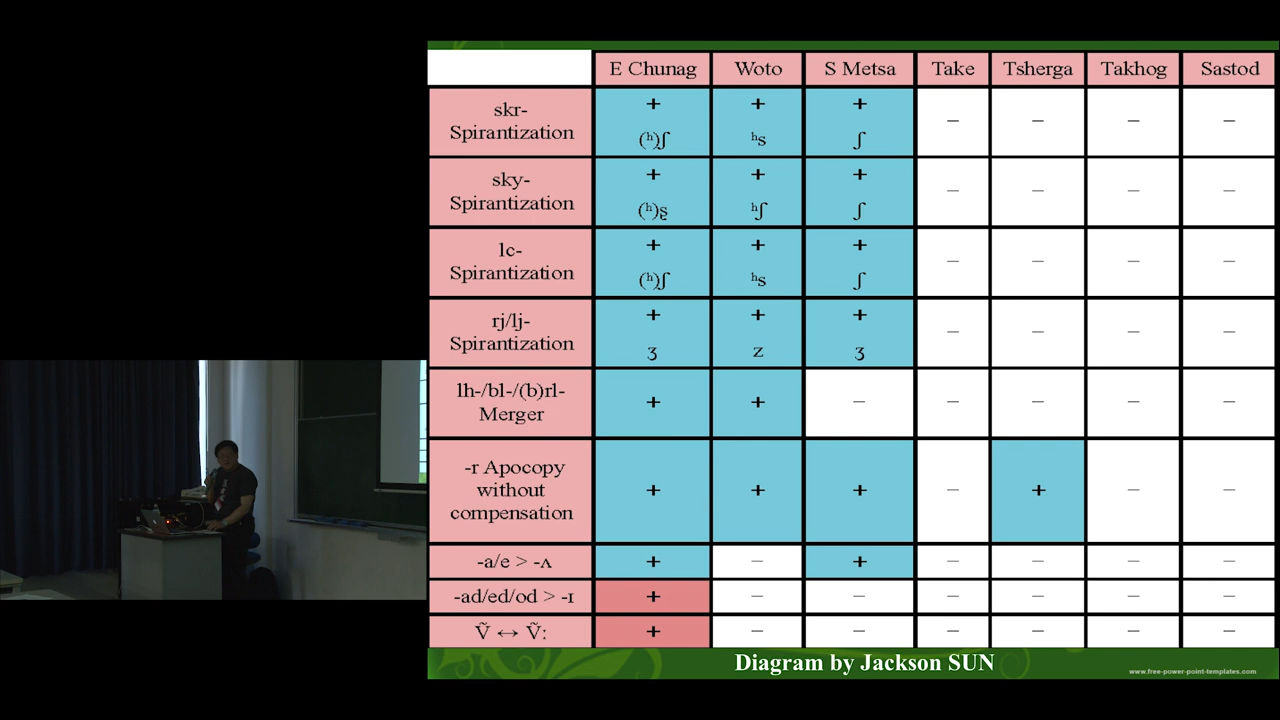 E Chunag Woto S Metsa Take Tsherga Takhog Sastod
skr-
Spirantization
+ + + – – – –
(ʰ)ʃ ʰs ʃ
sky-
Spirantization
+ + + – – – –
(ʰ)ʂ ʰʃ ʃ
lc-
Spirantization
+ + + – – – –
(ʰ)ʃ ʰs ʃ
rj/lj-
Spirantization
+ + + – – – –
ʒ z ʒ
lh-/bl-/(b)rl-
Merger
+ + – – – – –
-r Apocopy
without
compensation
+ + + – + – –
-a/e > -ʌ + – + – – – –
-ad/ed/od > -ɪ + – – – – – –
Ṽ ↔ Ṽ: + – – – – – –
Diagram by Jackson SUN
www.free-power-point-templates.com